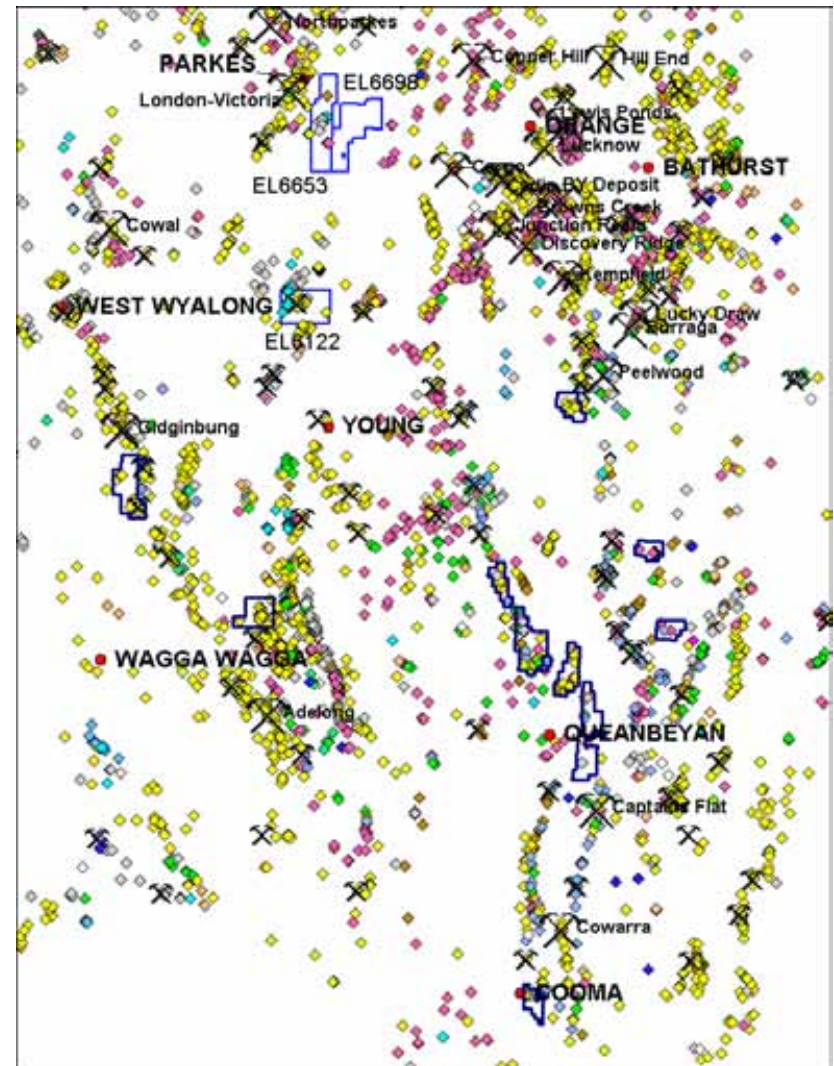 Northparkes
PARKES
EL6698
London-Victoria
Copper Hill
Hill End
Lewis Ponds
ORANGE
Lucknow
BATHURST
EL6653
BY Deposit
Browns Creek
Junction Reefs
Discovery Ridge
Cowal
Kempfield
WEST WYALONG
Lucky Draw
Burraga
EL6122
Peelwood
Gidginbung
YOUNG
WAGGA WAGGA
Adelong
QUEANBEYAN
Captains Flat
Cowarra
COOMA